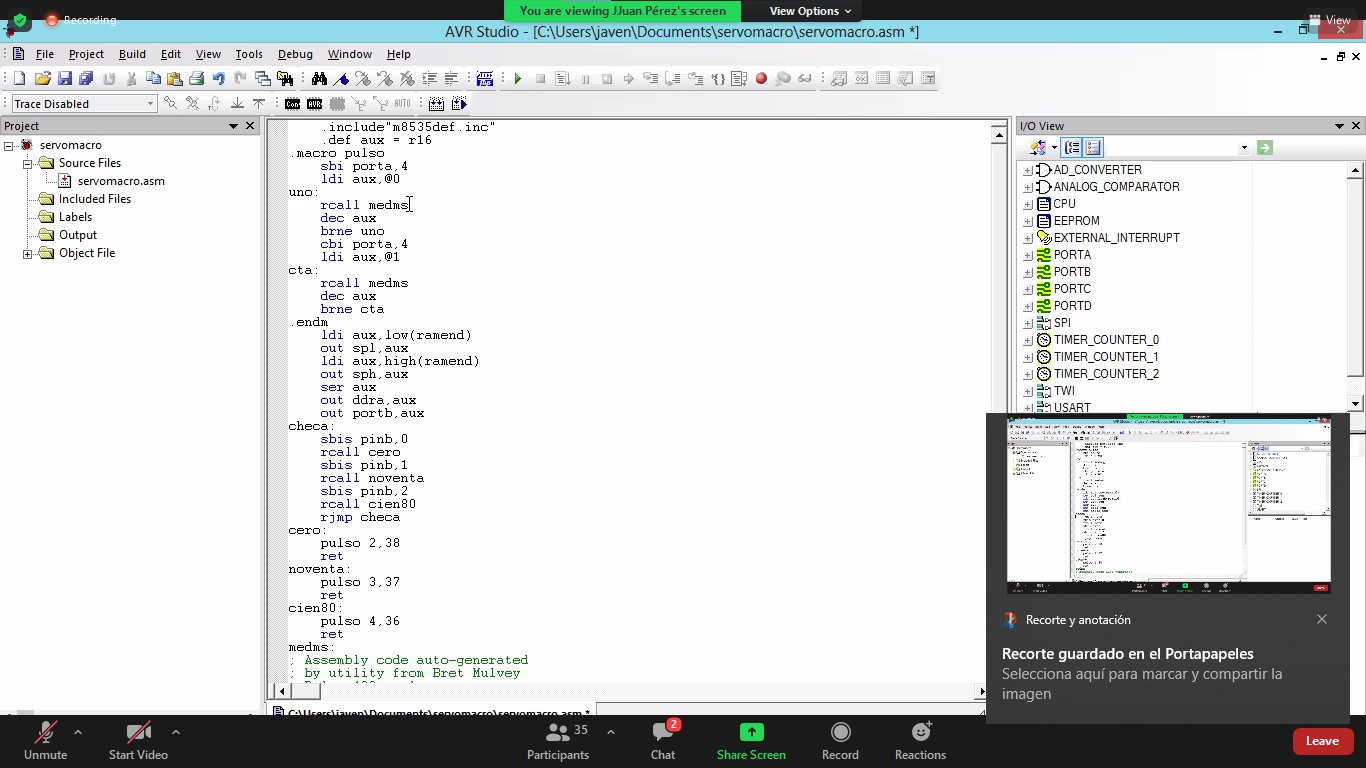 Recording
You are viewing JJuan Pérez's screen
View Options
View
AVR Studio - [C:\Users\javen\Documents\servomacro\servomacro.asm *]
File Project Build Edit View Tools Debug Window Help
Trace Disabled
Con AVR AUTO
Project
servomacro
Source Files
servomacro.asm
Included Files
Labels
Output
Object File
.include"m8535def.inc"
.def aux = r16
.macro pulso
sbi porta,4
ldi aux,@0
uno:
rcall medms
dec aux
brne uno
cbi porta,4
ldi aux,@1
cta:
rcall medms
dec aux
brne cta
.endm
ldi aux,low(ramend)
out spl,aux
ldi aux,high(ramend)
out sph,aux
ser aux
out ddra,aux
out portb,aux
checa:
sbis pinb,0
rcall cero
sbis pinb,1
rcall noventa
sbis pinb,2
rcall cien80
rjmp checa
cero:
pulso 2,38
ret
noventa:
pulso 3,37
ret
cien80:
pulso 4,36
ret
medms:
; Assembly code auto-generated
; by utility from Bret Mulvey
C:\Users\javen\Documents\servomacro\servomacro.asm *
I/O View
AD_CONVERTER
ANALOG_COMPARATOR
CPU
EEPROM
EXTERNAL_INTERRUPT
PORTA
PORTB
PORTC
PORTD
SPI
TIMER_COUNTER_0
TIMER_COUNTER_1
TIMER_COUNTER_2
TWI
USART
Recorte y anotación
Recorte guardado en el Portapapeles
Selecciona aquí para marcar y compartir la
imagen
Unmute
Start Video
35
Participants
2
Chat
Share Screen
Record
Reactions
Leave